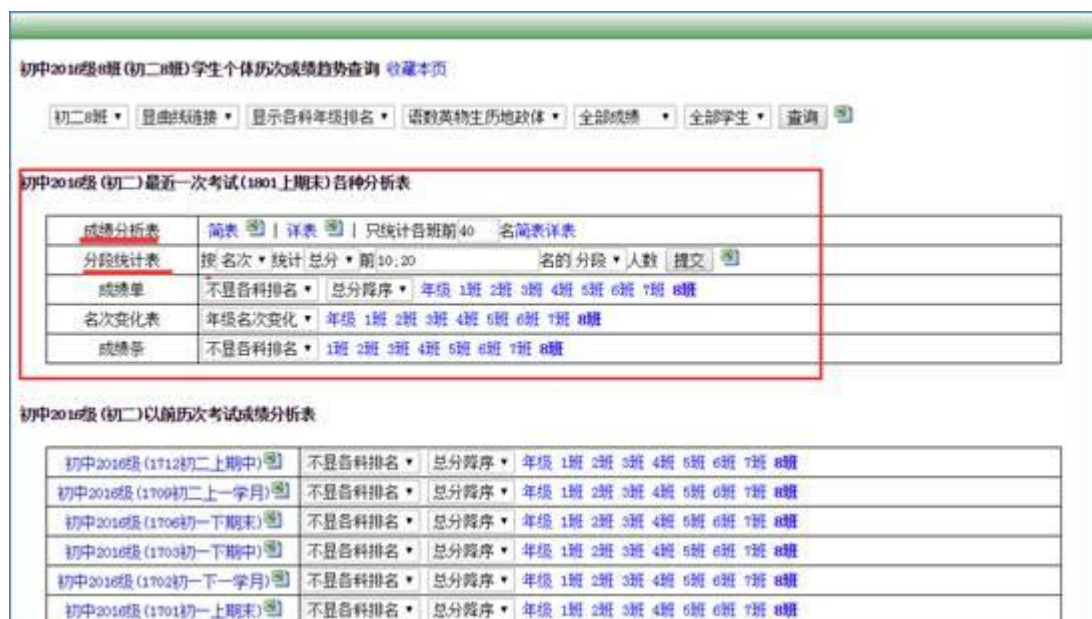 初中2016级8班(初二8班)学生个体历次成绩趋势查询 收藏本页
初二8班 显曲线链接 显示各科年级排名 语数英物生历地政体 全部成绩 全部学生 查询
初中2016级(初二)最近一次考试(1801上期末)各种分析表
成绩分析表 简表 | 详表 | 只统计各班前40 名简表详表
分段统计表 按 名次 统计 总分 前10,20 名的 分段 人数 提交
成绩单 不显各科排名 总分降序 年级 1班 2班 3班 4班 5班 6班 7班 8班
名次变化表 年级名次变化 年级 1班 2班 3班 4班 5班 6班 7班 8班
成绩条 不显各科排名 1班 2班 3班 4班 5班 6班 7班 8班
初中2016级(初二)以前历次考试成绩分析表
初中2016级(1712初二上期中) 不显各科排名 总分降序 年级 1班 2班 3班 4班 5班 6班 7班 8班
初中2016级(1709初二上一学月) 不显各科排名 总分降序 年级 1班 2班 3班 4班 5班 6班 7班 8班
初中2016级(1706初一下期末) 不显各科排名 总分降序 年级 1班 2班 3班 4班 5班 6班 7班 8班
初中2016级(1703初一下期中) 不显各科排名 总分降序 年级 1班 2班 3班 4班 5班 6班 7班 8班
初中2016级(1702初一下一学月) 不显各科排名 总分降序 年级 1班 2班 3班 4班 5班 6班 7班 8班
初中2016级(1701初一上期末) 不显各科排名 总分降序 年级 1班 2班 3班 4班 5班 6班 7班 8班